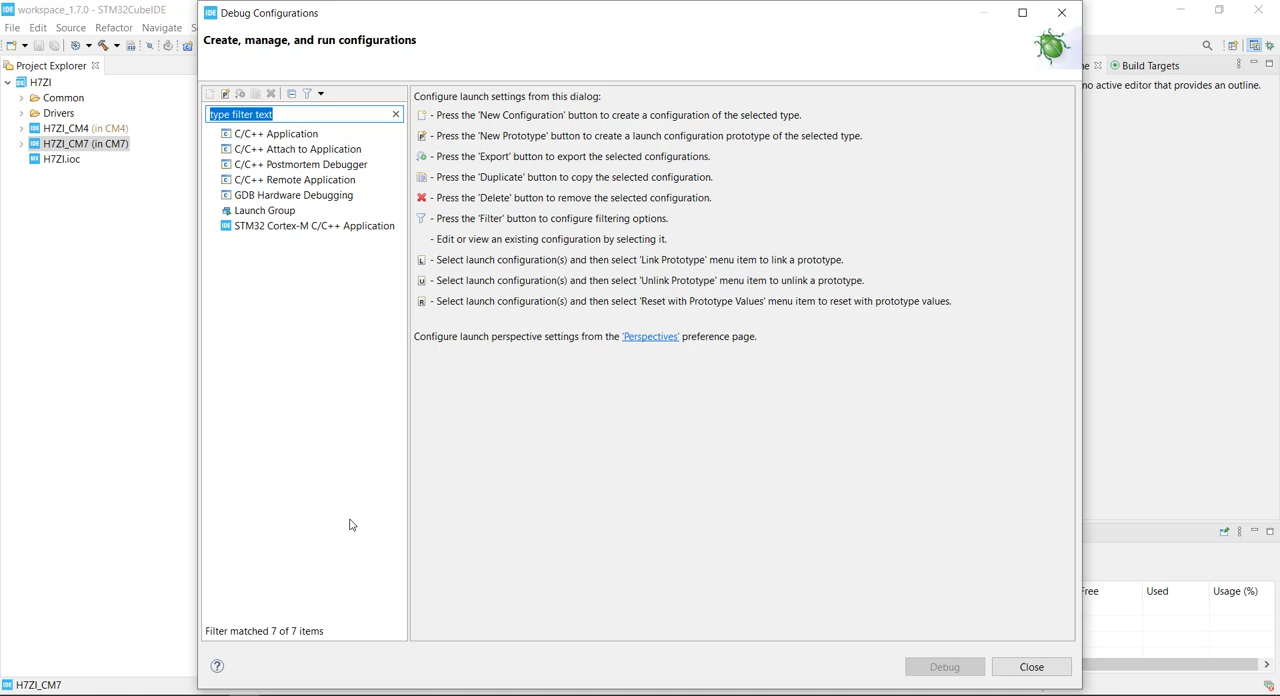 workspace_1.7.0 - STM32CubeIDE
File Edit Source Refactor Navigate
Project Explorer
H7ZI
Common
Drivers
H7ZI_CM4 (in CM4)
H7ZI_CM7 (in CM7)
H7ZI.ioc
Debug Configurations
Create, manage, and run configurations
type filter text
C/C++ Application
C/C++ Attach to Application
C/C++ Postmortem Debugger
C/C++ Remote Application
GDB Hardware Debugging
Launch Group
STM32 Cortex-M C/C++ Application
Filter matched 7 of 7 items
Configure launch settings from this dialog:
- Press the 'New Configuration' button to create a configuration of the selected type.
- Press the 'New Prototype' button to create a launch configuration prototype of the selected type.
- Press the 'Export' button to export the selected configurations.
- Press the 'Duplicate' button to copy the selected configuration.
- Press the 'Delete' button to remove the selected configuration.
- Press the 'Filter' button to configure filtering options.
- Edit or view an existing configuration by selecting it.
- Select launch configuration(s) and then select 'Link Prototype' menu item to link a prototype.
- Select launch configuration(s) and then select 'Unlink Prototype' menu item to unlink a prototype.
- Select launch configuration(s) and then select 'Reset with Prototype Values' menu item to reset with prototype values.
Configure launch perspective settings from the 'Perspectives' preference page.
Debug Close
Build Targets
no active editor that provides an outline.
Free Used Usage (%)
H7ZI_CM7